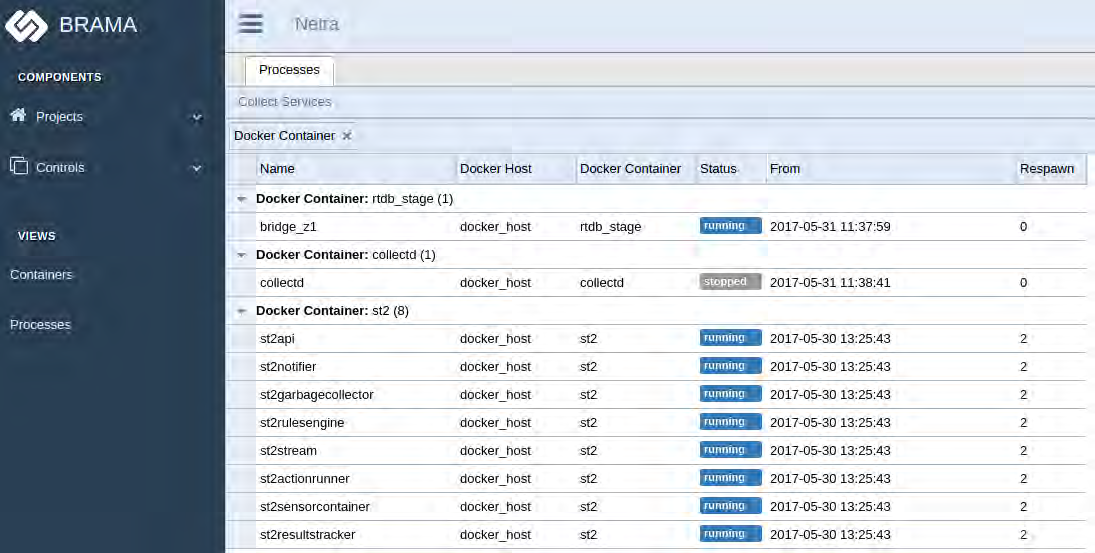 BRAMA
Netra
COMPONENTS
Projects
Controls
VIEWS
Containers
Processes
Processes
Collect Services
Docker Container ×
Name Docker Host Docker Container Status From Respawn
Docker Container: rtdb_stage (1)
bridge_z1 docker_host rtdb_stage running 2017-05-31 11:37:59 0
Docker Container: collectd (1)
collectd docker_host collectd stopped 2017-05-31 11:38:41 0
Docker Container: st2 (8)
st2api docker_host st2 running 2017-05-30 13:25:43 2
st2notifier docker_host st2 running 2017-05-30 13:25:43 2
st2garbagecollector docker_host st2 running 2017-05-30 13:25:43 2
st2rulesengine docker_host st2 running 2017-05-30 13:25:43 2
st2stream docker_host st2 running 2017-05-30 13:25:43 2
st2actionrunner docker_host st2 running 2017-05-30 13:25:43 2
st2sensorcontainer docker_host st2 running 2017-05-30 13:25:43 2
st2resultstracker docker_host st2 running 2017-05-30 13:25:43 2